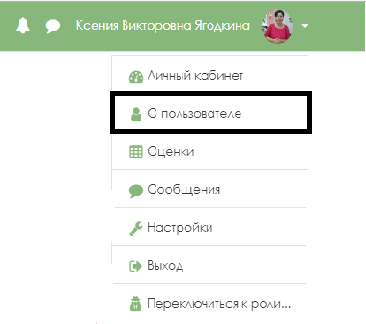 Ксения Викторовна Ягодкина
Личный кабинет
О пользователе
Оценки
Сообщения
Настройки
Выход
Переключиться к роли...